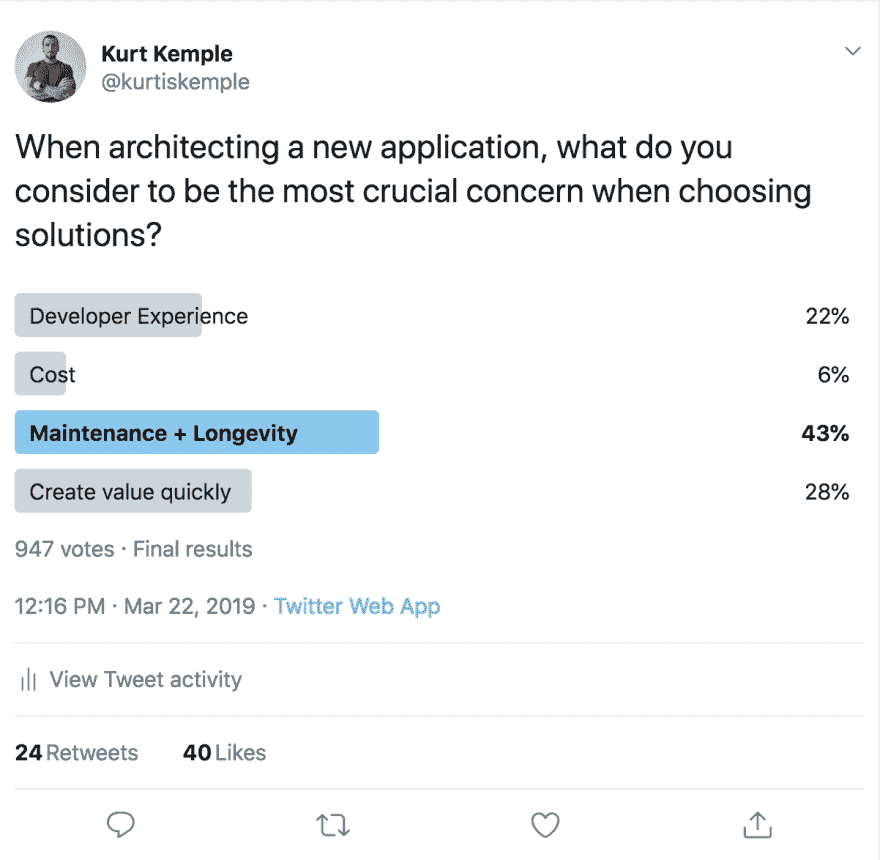 Kurt Kemple
@kurtiskemple
When architecting a new application, what do you
consider to be the most crucial concern when choosing
solutions?
Developer Experience 22%
Cost 6%
Maintenance + Longevity 43%
Create value quickly 28%
947 votes · Final results
12:16 PM · Mar 22, 2019 · Twitter Web App
View Tweet activity
24 Retweets 40 Likes